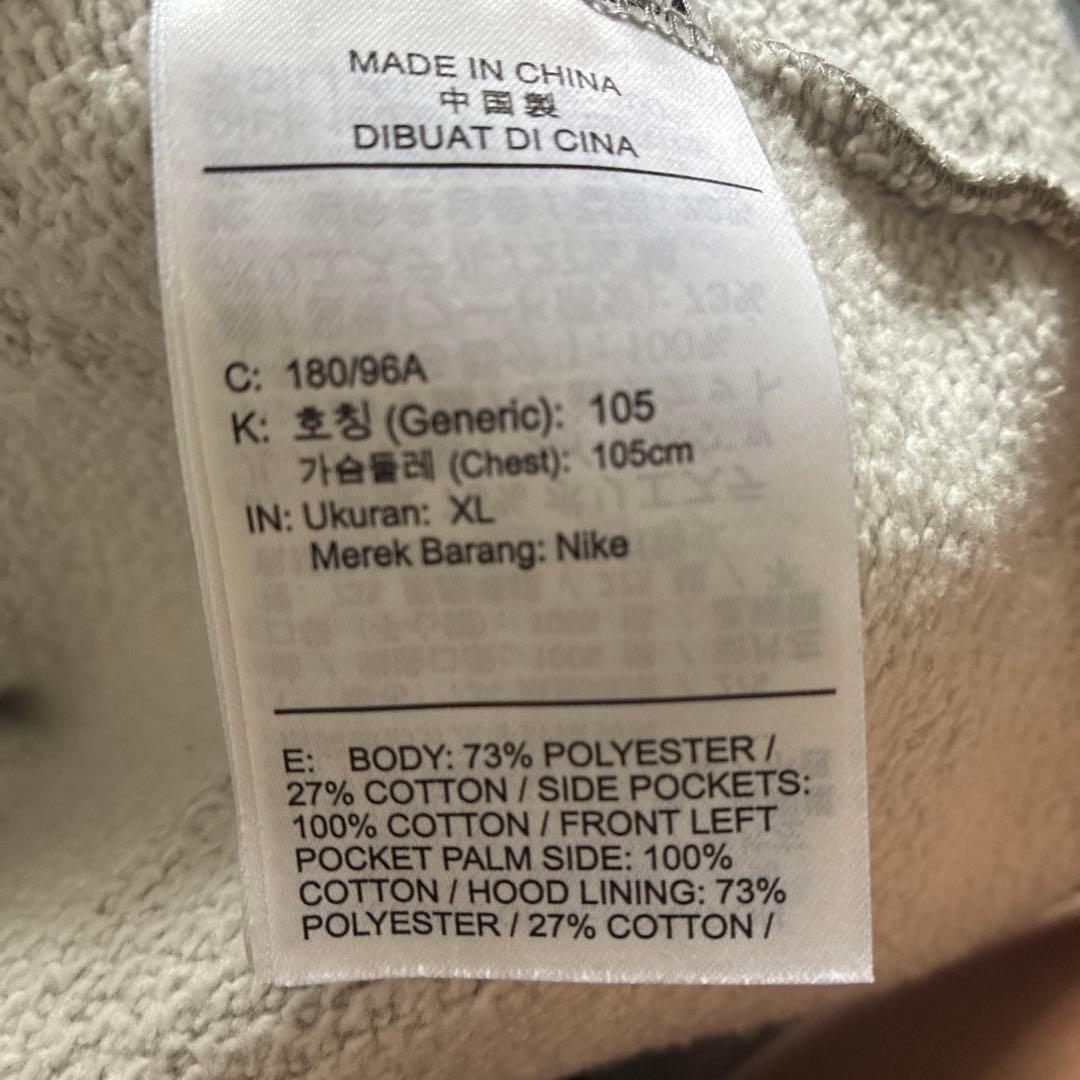 MADE IN CHINA
中国製
DIBUAT DI CINA
C: 180/96A
K: 호칭 (Generic): 105
가슴둘레 (Chest): 105cm
IN: Ukuran: XL
Merek Barang: Nike
E: BODY: 73% POLYESTER /
27% COTTON / SIDE POCKETS:
100% COTTON / FRONT LEFT
POCKET PALM SIDE: 100%
COTTON / HOOD LINING: 73%
POLYESTER / 27% COTTON /